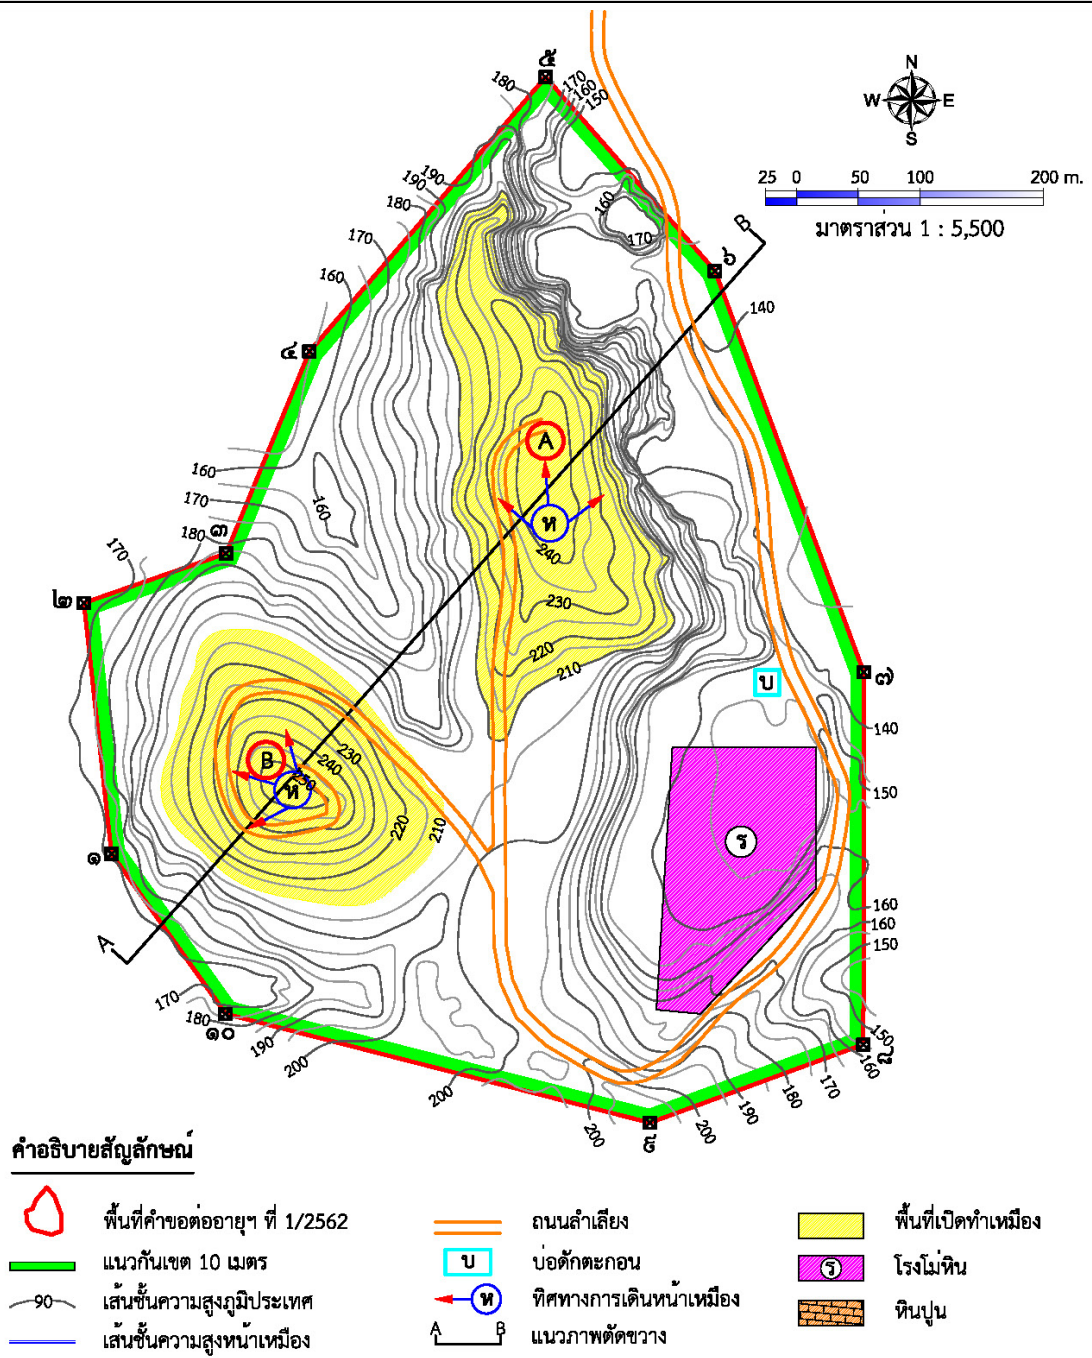 ๕
180
170
160
150
N
W E
S
25 0 50 100 200 m.
มาตราส่วน 1 : 5,500
190
190
180
170
160
160
170
B
๖
140
๔
A
ห
240
230
220
210
160
170
160
180
๓
170
๒
บ
๗
140
150
B
ห
250
240
230
220
210
ร
๑
A
160
160
150
170
180
๑๐
190
200
200
200
๙
200
190
180
170
160
150
๘
คำอธิบายสัญลักษณ์
พื้นที่คำขอต่ออายุฯ ที่ 1/2562
แนวกันเขต 10 เมตร
90 เส้นชั้นความสูงภูมิประเทศ
เส้นชั้นความสูงหน้าเหมือง
ถนนลำเลียง
บ บ่อดักตะกอน
ห ทิศทางการเดินหน้าเหมือง
A B แนวภาพตัดขวาง
พื้นที่เปิดทำเหมือง
ร โรงโม่หิน
หินปูน